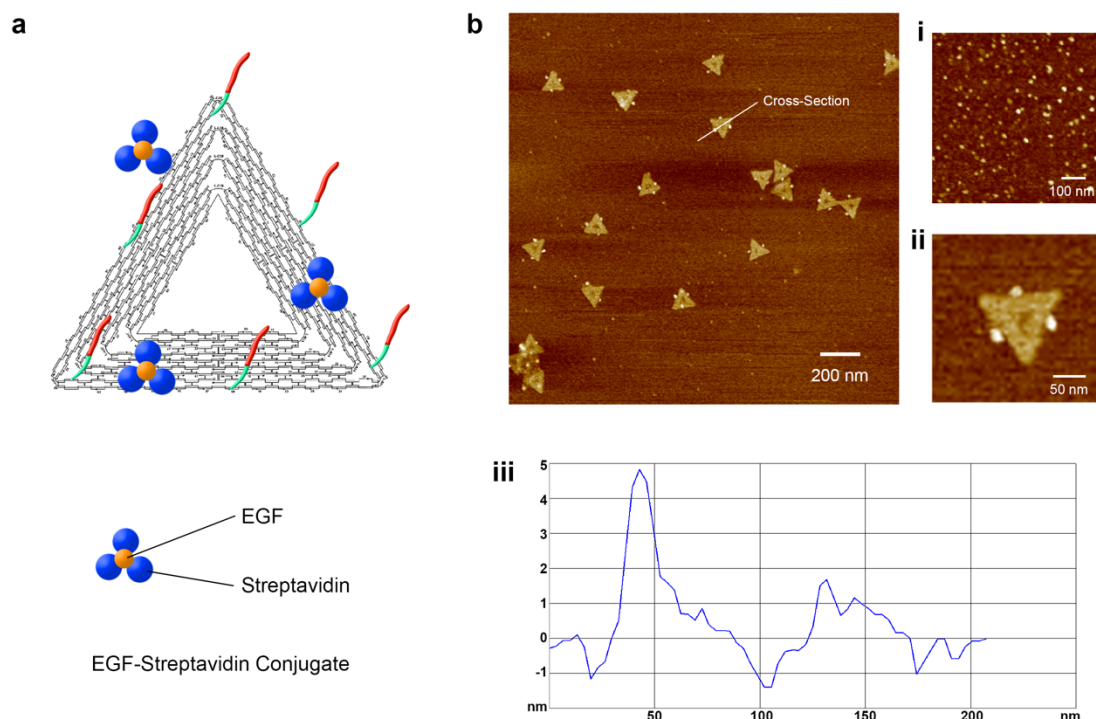 a
EGF
Streptavidin
EGF-Streptavidin Conjugate
b
Cross-Section
200 nm
i
100 nm
ii
50 nm
iii
5
4
3
2
1
0
-1
nm
50
100
150
200
nm